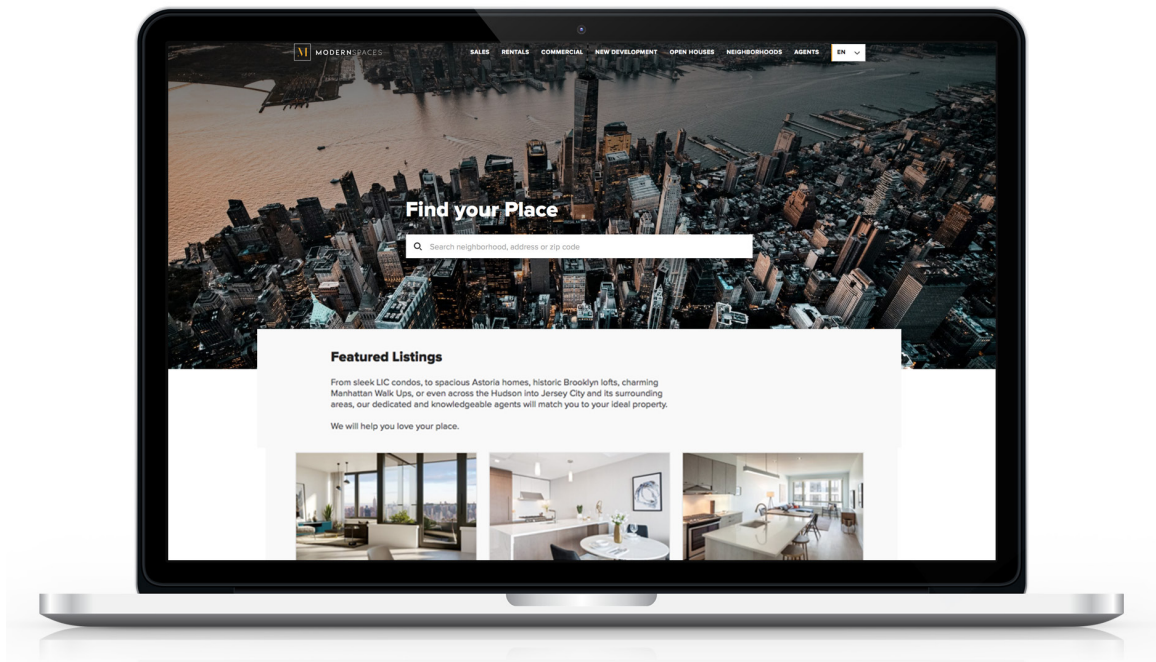 M MODERNSPACES
SALES RENTALS COMMERCIAL NEW DEVELOPMENT OPEN HOUSES NEIGHBORHOODS AGENTS EN
Find your Place
Search neighborhood, address or zip code
Featured Listings
From sleek LIC condos, to spacious Astoria homes, historic Brooklyn lofts, charming
Manhattan Walk Ups, or even across the Hudson into Jersey City and its surrounding
areas, our dedicated and knowledgeable agents will match you to your ideal property.
We will help you love your place.